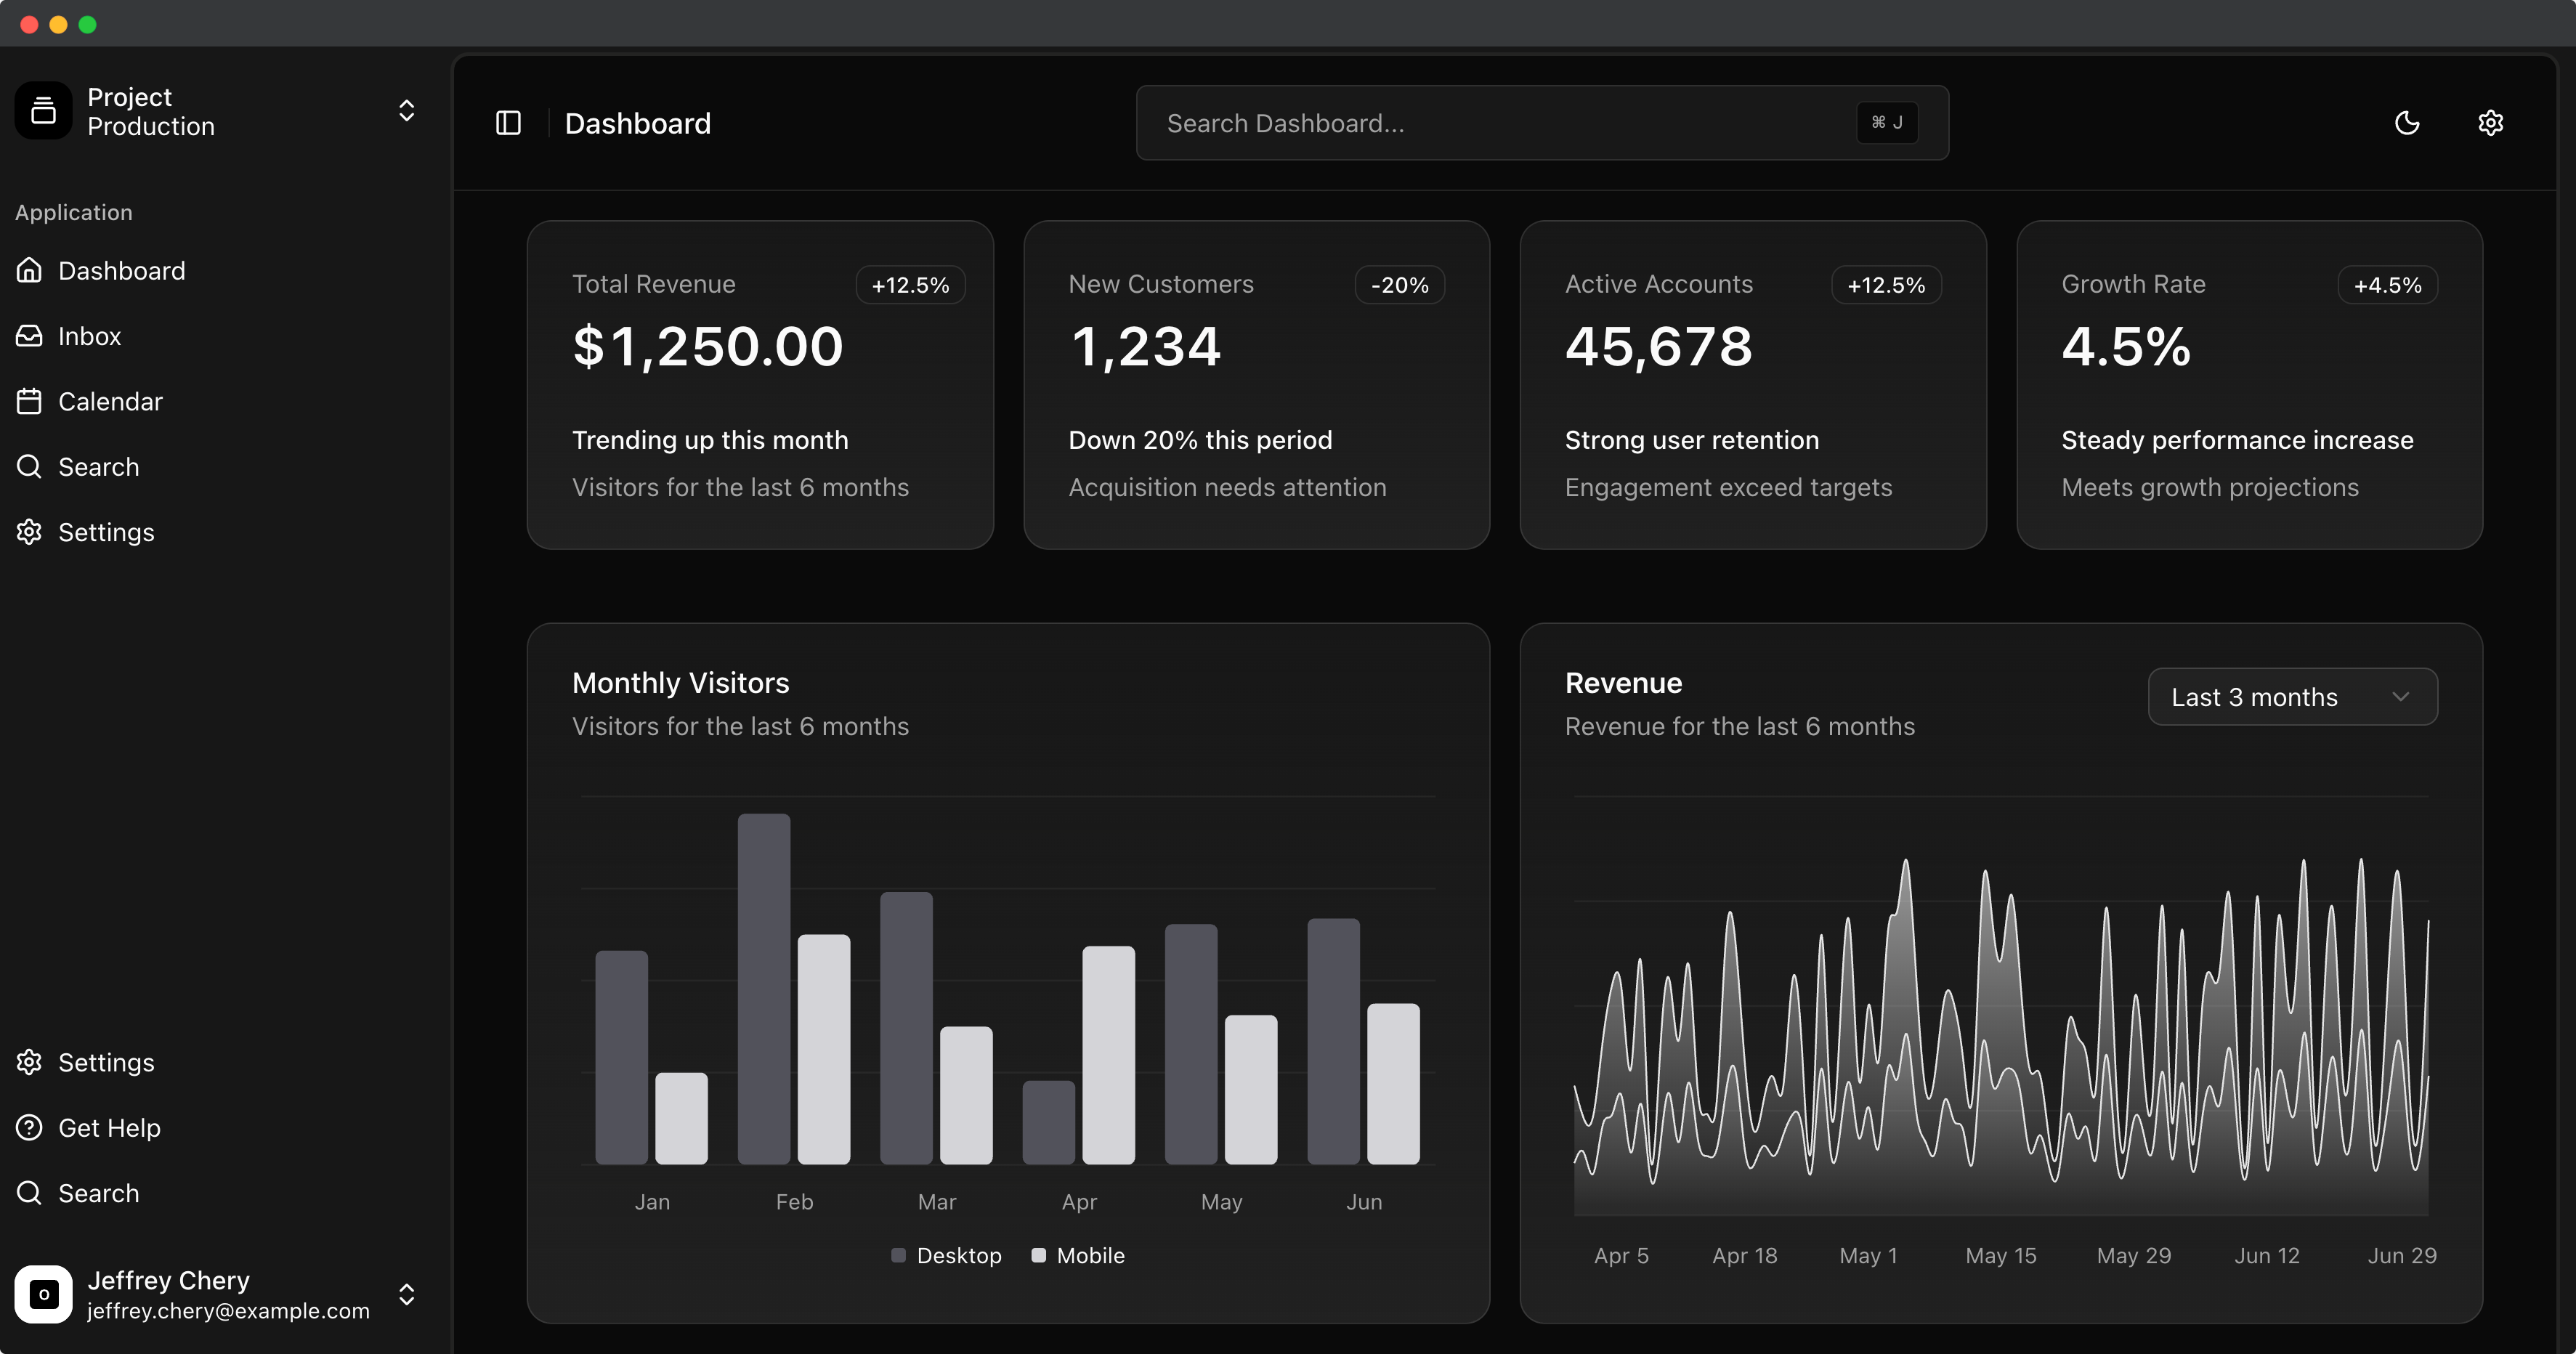 Project
Production
Application
Dashboard
Inbox
Calendar
Search
Settings
Settings
Get Help
Search
O
Jeffrey Chery
jeffrey.chery@example.com
Dashboard
Search Dashboard...
⌘ J
Total Revenue
+12.5%
$1,250.00
Trending up this month
Visitors for the last 6 months
New Customers
-20%
1,234
Down 20% this period
Acquisition needs attention
Active Accounts
+12.5%
45,678
Strong user retention
Engagement exceed targets
Growth Rate
+4.5%
4.5%
Steady performance increase
Meets growth projections
Monthly Visitors
Visitors for the last 6 months
Jan Feb Mar Apr May Jun
Desktop Mobile
Revenue
Revenue for the last 6 months
Last 3 months
Apr 5 Apr 18 May 1 May 15 May 29 Jun 12 Jun 29